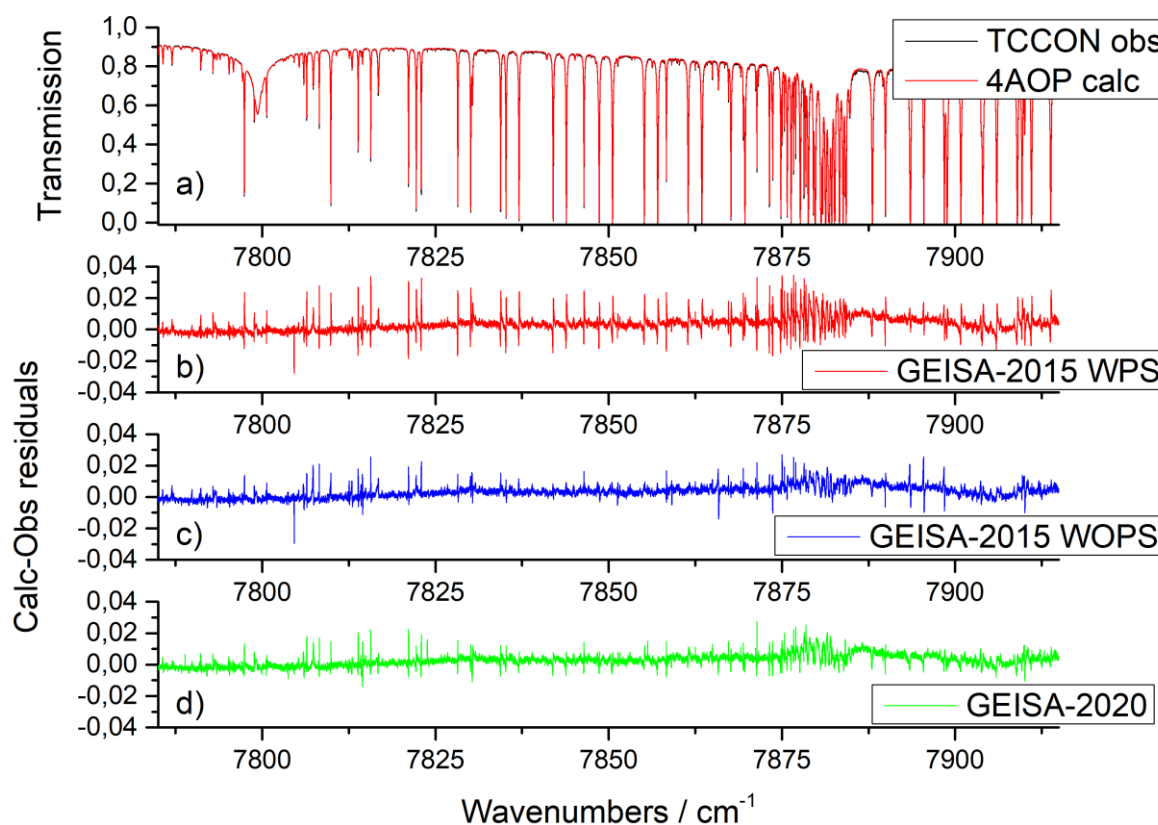 Transmission
1,0
0,8
0,6
0,4
0,2
0,0
a)
TCCON obs
4AOP calc
7800 7825 7850 7875 7900
Calc-Obs residuals
0,04
0,02
0,00
-0,02
-0,04
b)
GEISA-2015 WPS
7800 7825 7850 7875 7900
0,04
0,02
0,00
-0,02
-0,04
c)
GEISA-2015 WOPS
7800 7825 7850 7875 7900
0,04
0,02
0,00
-0,02
-0,04
d)
GEISA-2020
7800 7825 7850 7875 7900
Wavenumbers / cm⁻¹